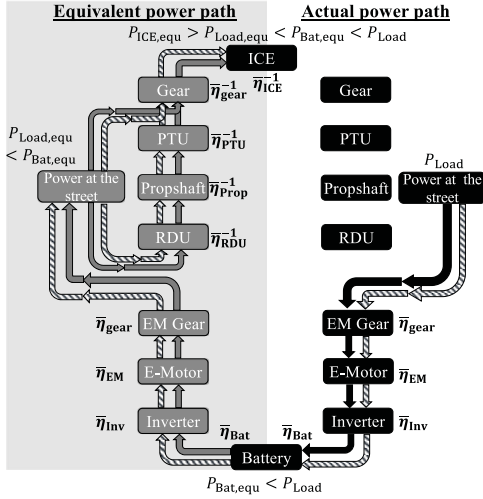 Equivalent power path
Actual power path
P_ICE,equ > P_Load,equ < P_Bat,equ < P_Load
ICE
η̅_ICE^-1
Gear
η̅_gear^-1
Gear
P_Load,equ
< P_Bat,equ
PTU
η̅_PTU^-1
PTU
P_Load
Power at the
street
Propshaft
η̅_Prop^-1
Propshaft
Power at the
street
RDU
η̅_RDU^-1
RDU
η̅_gear
EM Gear
EM Gear
η̅_gear
η̅_EM
E-Motor
E-Motor
η̅_EM
η̅_Inv
Inverter
Inverter
η̅_Inv
η̅_Bat
η̅_Bat
Battery
P_Bat,equ < P_Load